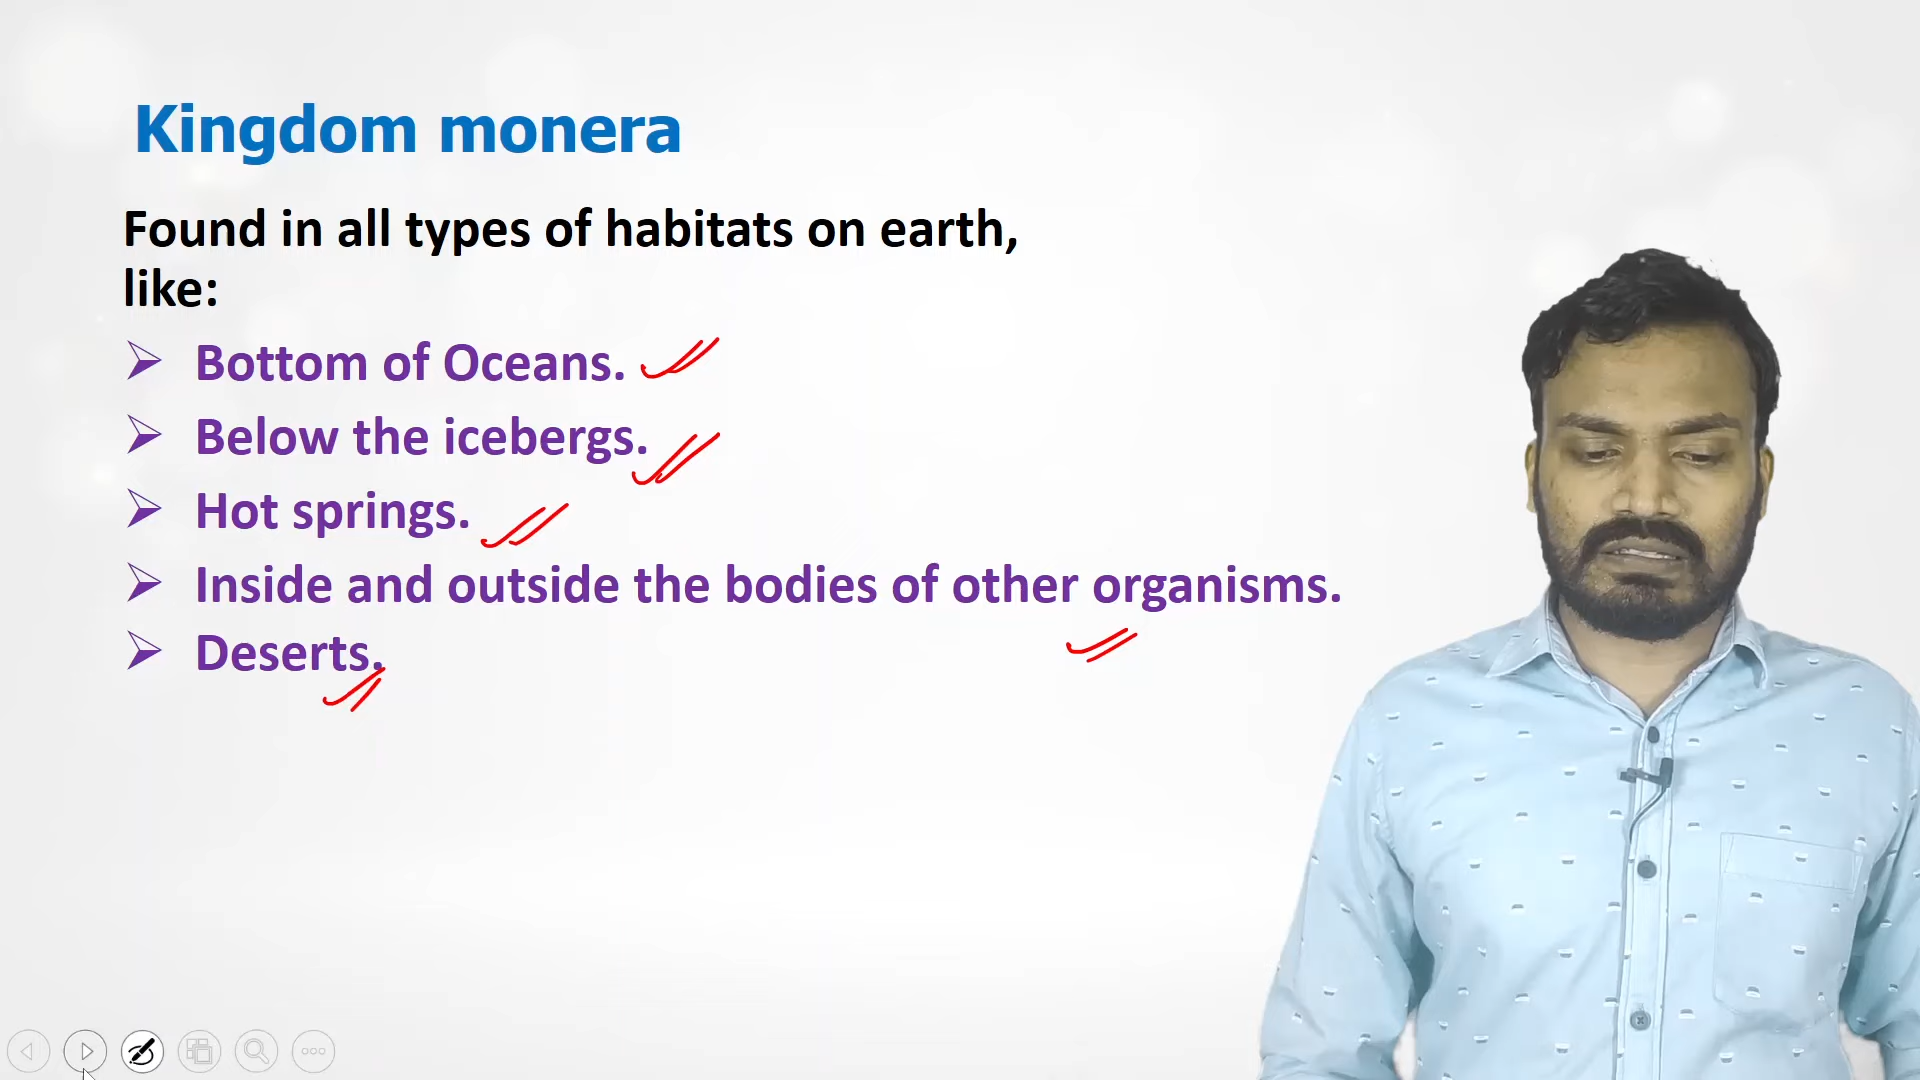 Kingdom monera
Found in all types of habitats on earth,
like:
Bottom of Oceans.
Below the icebergs.
Hot springs.
Inside and outside the bodies of other organisms.
Deserts.